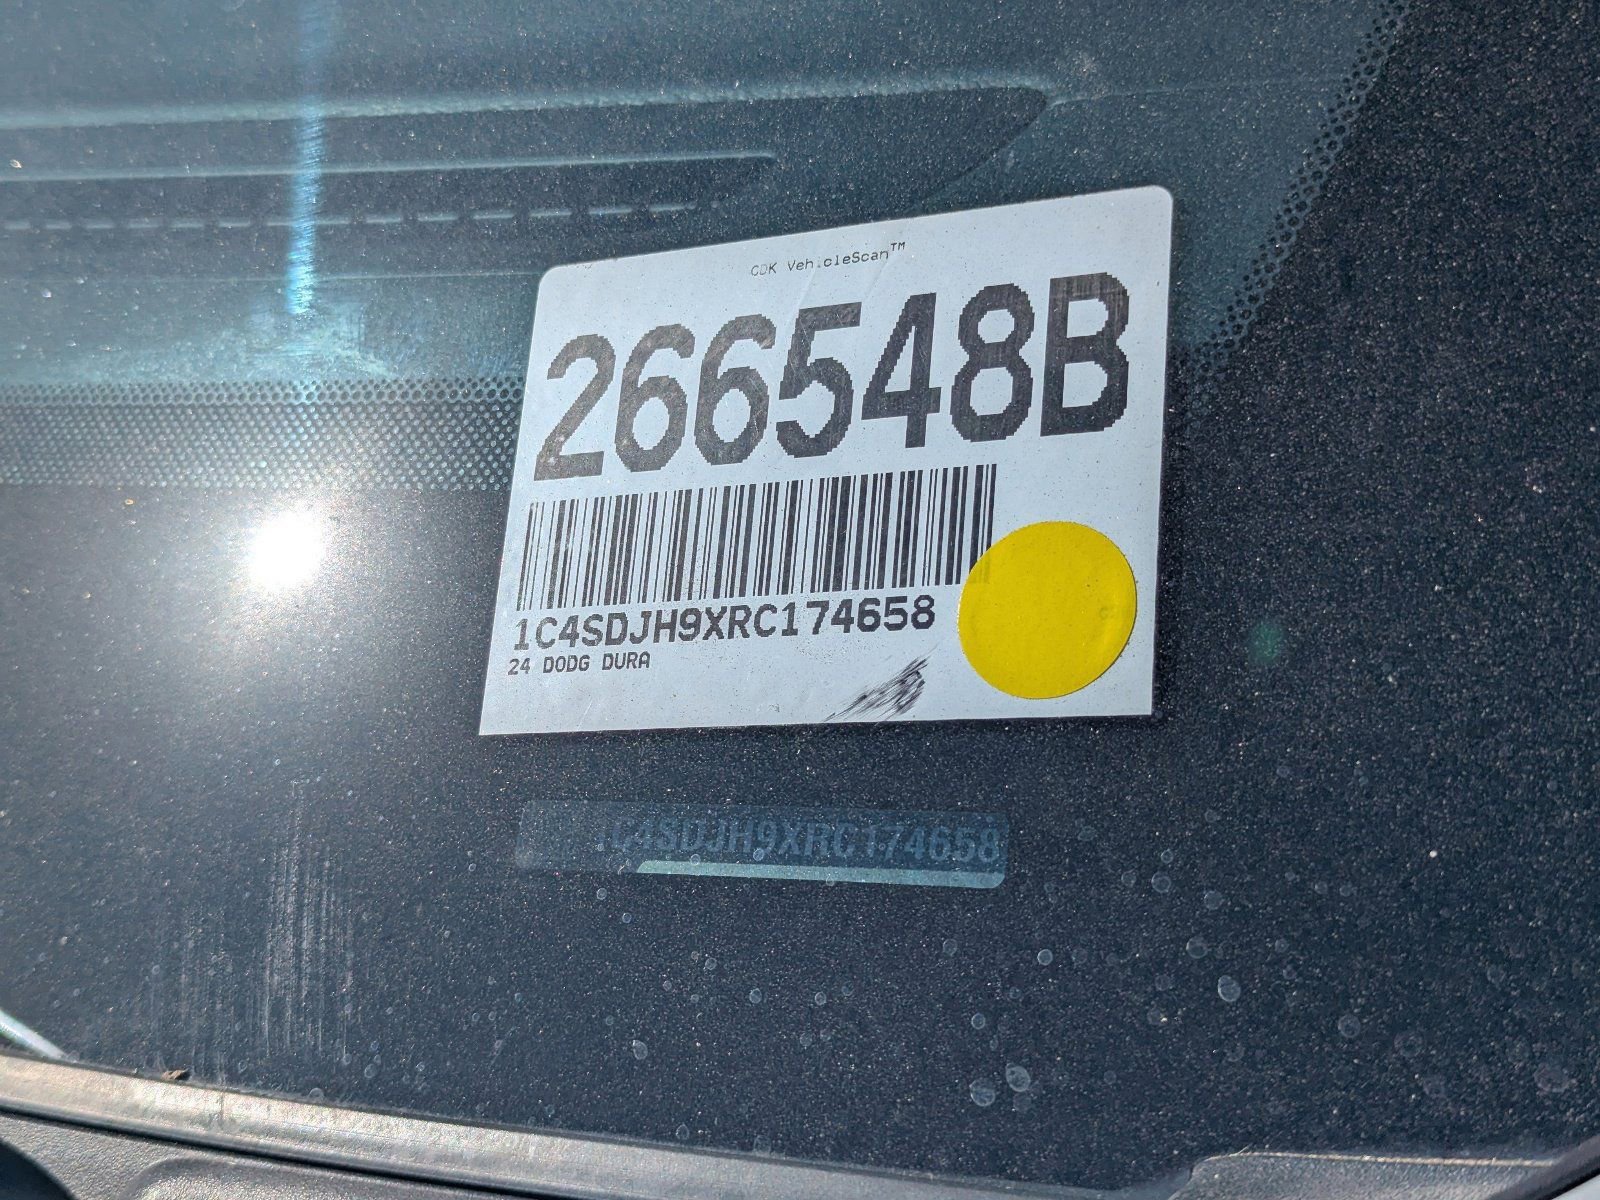 CDK VehicleScan™
266548B
1C4SDJH9XRC174658
24 DODG DURA
1C4SDJH9XRC174658